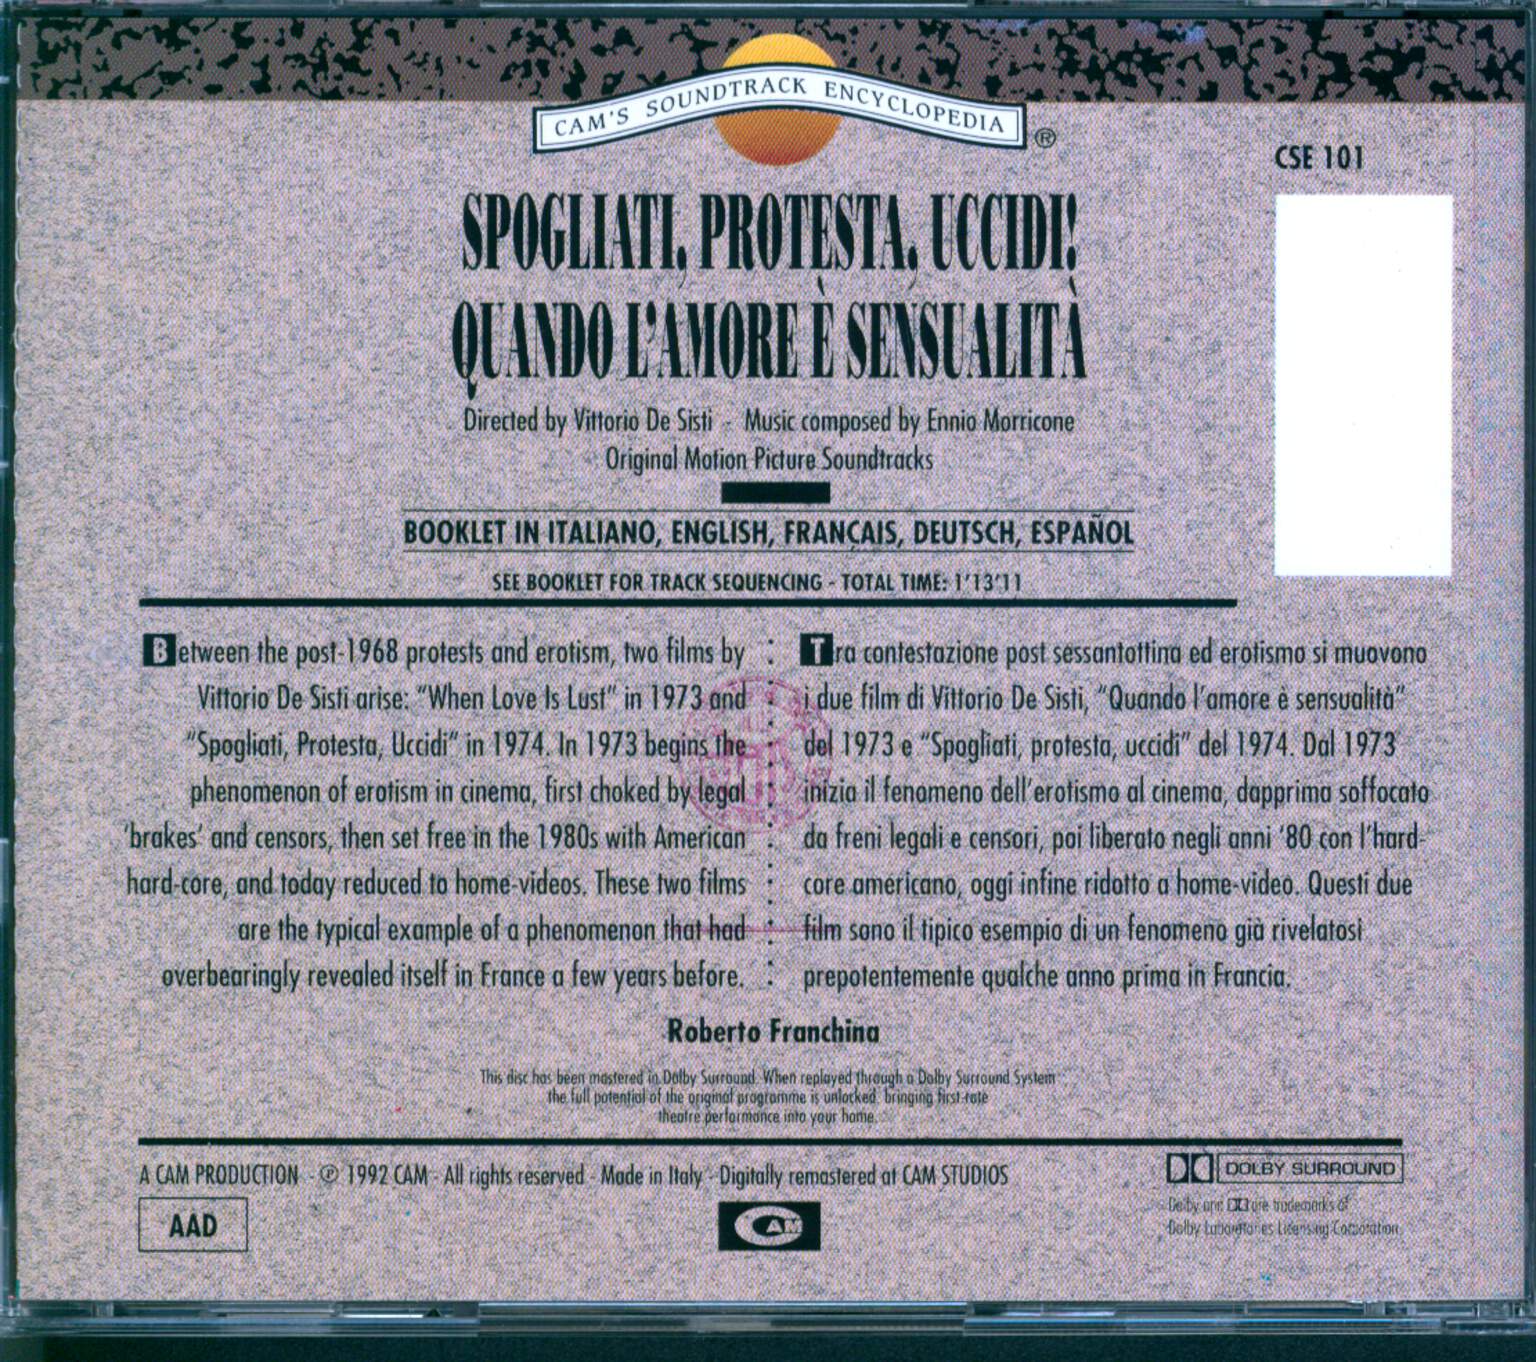 CAM'S SOUNDTRACK ENCYCLOPEDIA
®
CSE 101
SPOGLIATI, PROTESTA, UCCIDI!
QUANDO L'AMORE È SENSUALITÀ
Directed by Vittorio De Sisti - Music composed by Ennio Morricone
Original Motion Picture Soundtracks
BOOKLET IN ITALIANO, ENGLISH, FRANÇAIS, DEUTSCH, ESPAÑOL
SEE BOOKLET FOR TRACK SEQUENCING - TOTAL TIME: 1'13'11
Between the post-1968 protests and erotism, two films by
Vittorio De Sisti arise: "When Love Is Lust" in 1973 and
"Spogliati, Protesta, Uccidi" in 1974. In 1973 begins the
phenomenon of erotism in cinema, first choked by legal
'brakes' and censors, then set free in the 1980s with American
hard-core, and today reduced to home-videos. These two films
are the typical example of a phenomenon that had
overbearingly revealed itself in France a few years before.
Tra contestazione post sessantottina ed erotismo si muovono
i due film di Vittorio De Sisti, "Quando l'amore è sensualità"
del 1973 e "Spogliati, protesta, uccidi" del 1974. Dal 1973
inizia il fenomeno dell'erotismo al cinema, dapprima soffocato
da freni legali e censori, poi liberato negli anni '80 con l'hard-
core americano, oggi infine ridotto a home-video. Questi due
film sono il tipico esempio di un fenomeno già rivelatosi
prepotentemente qualche anno prima in Francia.
Roberto Franchina
This disc has been mastered in Dolby Surround. When replayed through a Dolby Surround System
the full potential of the original programme is unlocked, bringing first-rate
theatre performance into your home.
A CAM PRODUCTION - ℗ 1992 CAM - All rights reserved - Made in Italy - Digitally remastered at CAM STUDIOS
DOLBY SURROUND
AAD
CAM
Dolby and are trademarks of
Dolby Laboratories Licensing Corporation.